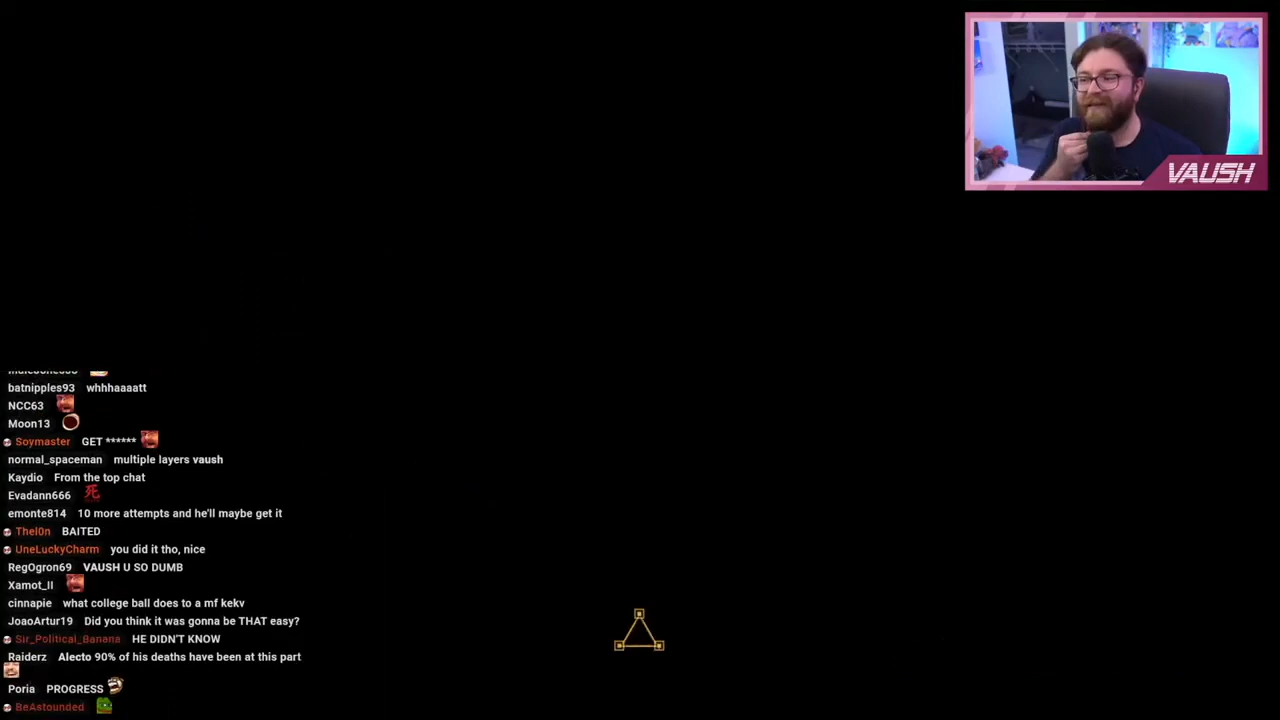 VAUSH
batnipples93 whhhaaaatt
NCC63
Moon13
Soymaster GET ******
normal_spaceman multiple layers vaush
Kaydio From the top chat
Evadann666 死
emonte814 10 more attempts and he'll maybe get it
Thel0n BAITED
UneLuckyCharm you did it tho, nice
RegOgron69 VAUSH U SO DUMB
Xamot_II
cinnapie what college ball does to a mf kekv
JoaoArtur19 Did you think it was gonna be THAT easy?
Sir_Political_Banana HE DIDN'T KNOW
Raiderz Alecto 90% of his deaths have been at this part
Poria PROGRESS
BeAstounded